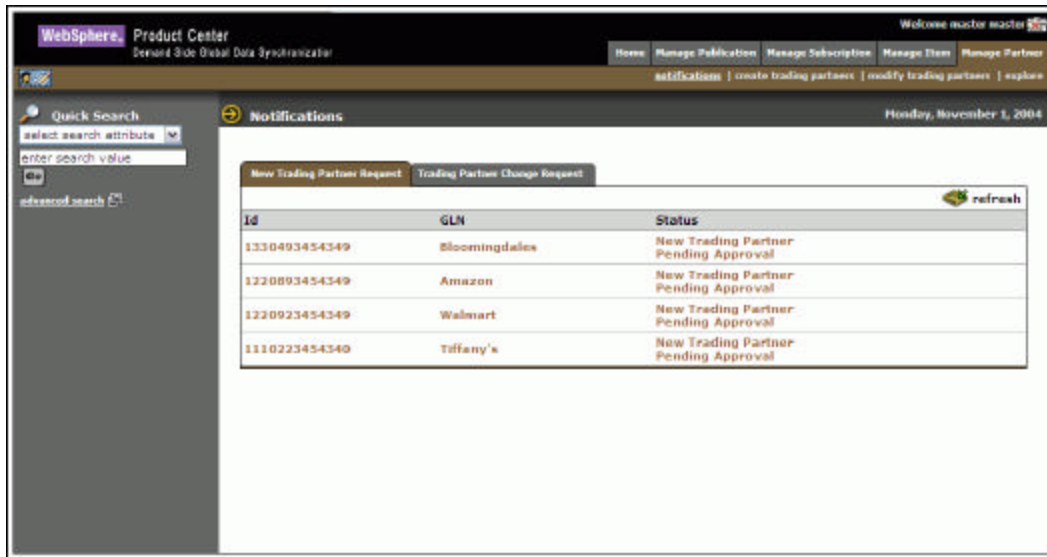 Welcome master master
WebSphere. Product Center
Demand Side Global Data Synchronization
Home Manage Publication Manage Subscription Manage Item Manage Partner
notifications | create trading partners | modify trading partners | explore
Quick Search
select search attribute
enter search value
Go
advanced search
Notifications
Monday, November 1, 2004
New Trading Partner Request Trading Partner Change Request
refresh
Id GLN Status
1330493454349 Bloomingdales New Trading Partner
Pending Approval
1220893454349 Amazon New Trading Partner
Pending Approval
1220923454349 Walmart New Trading Partner
Pending Approval
1110223454340 Tiffany's New Trading Partner
Pending Approval